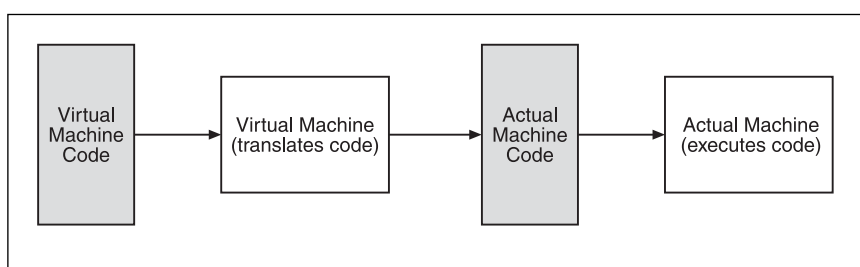 Virtual
Machine
Code
Virtual Machine
(translates code)
Actual
Machine
Code
Actual Machine
(executes code)